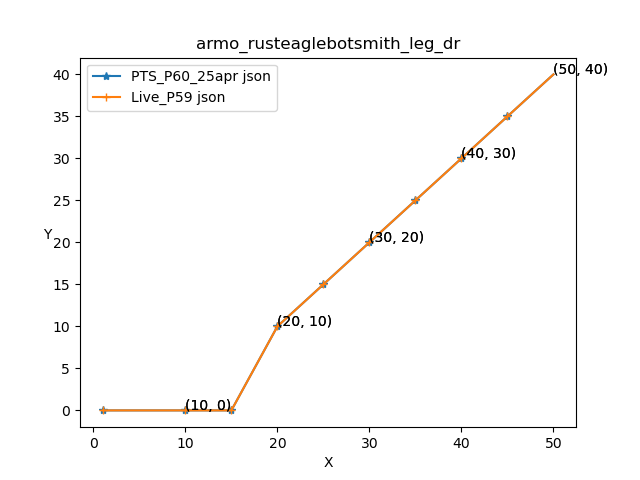 armo_rusteaglebotsmith_leg_dr
PTS_P60_25apr json
Live_P59 json
(50, 40)
(40, 30)
(30, 20)
(20, 10)
(10, 0)
Y
40
35
30
25
20
15
10
5
0
0 10 20 30 40 50
X